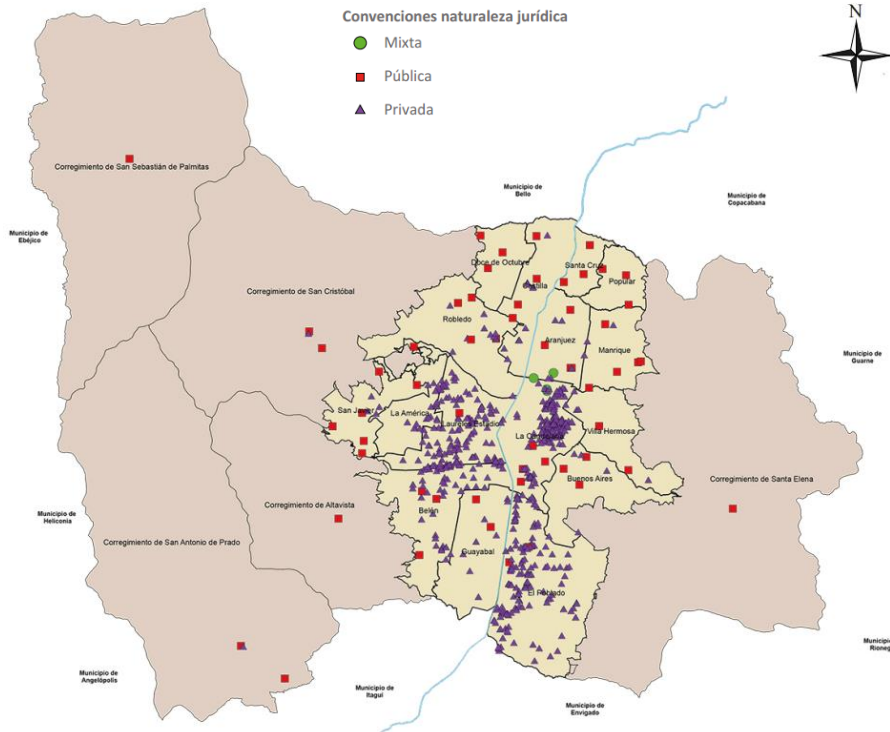 Convenciones naturaleza jurídica
Mixta
Pública
Privada
N
Corregimiento de San Sebastián de Palmitas
Municipio de
Bello
Municipio de
Copacabana
Municipio de
Ebéjico
Doce de Octubre
Santa Cruz
Castilla
Popular
Corregimiento de San Cristóbal
Robledo
Aranjuez
Manrique
Municipio de
Guarne
San Javier
La América
Laureles Estadio
La Candelaria
Villa Hermosa
Buenos Aires
Corregimiento de Santa Elena
Municipio de
Heliconia
Corregimiento de Altavista
Belén
Corregimiento de San Antonio de Prado
Guayabal
El Poblado
Municipio de
Rioneg
Municipio de
Angelópolis
Municipio de
Itagüí
Municipio de
Envigado